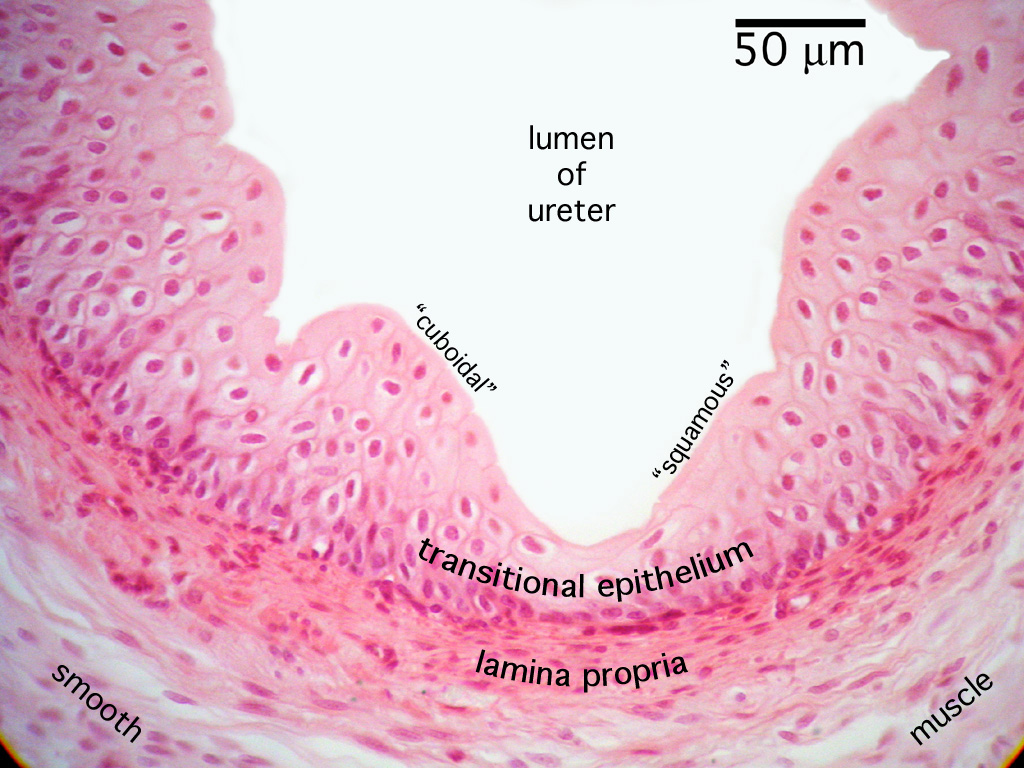 50 μm
lumen
of
ureter
“cuboidal”
“squamous”
transitional epithelium
lamina propria
smooth
muscle